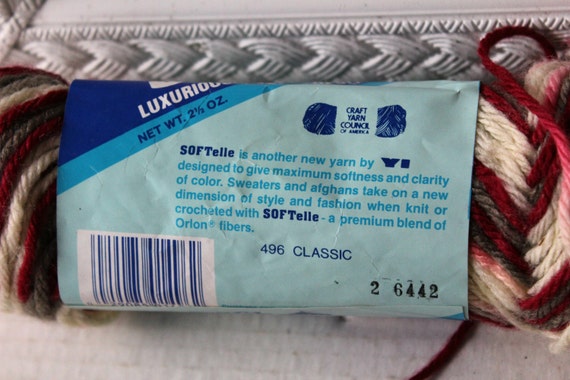 LUXURIOUS
NET WT. 2½ OZ.
CRAFT
YARN
COUNCIL
OF AMERICA
SOFTelle is another new yarn by YI
designed to give maximum softness and clarity
of color. Sweaters and afghans take on a new
dimension of style and fashion when knit or
crocheted with SOFTelle - a premium blend of
Orlon® fibers.
496 CLASSIC
2 6442